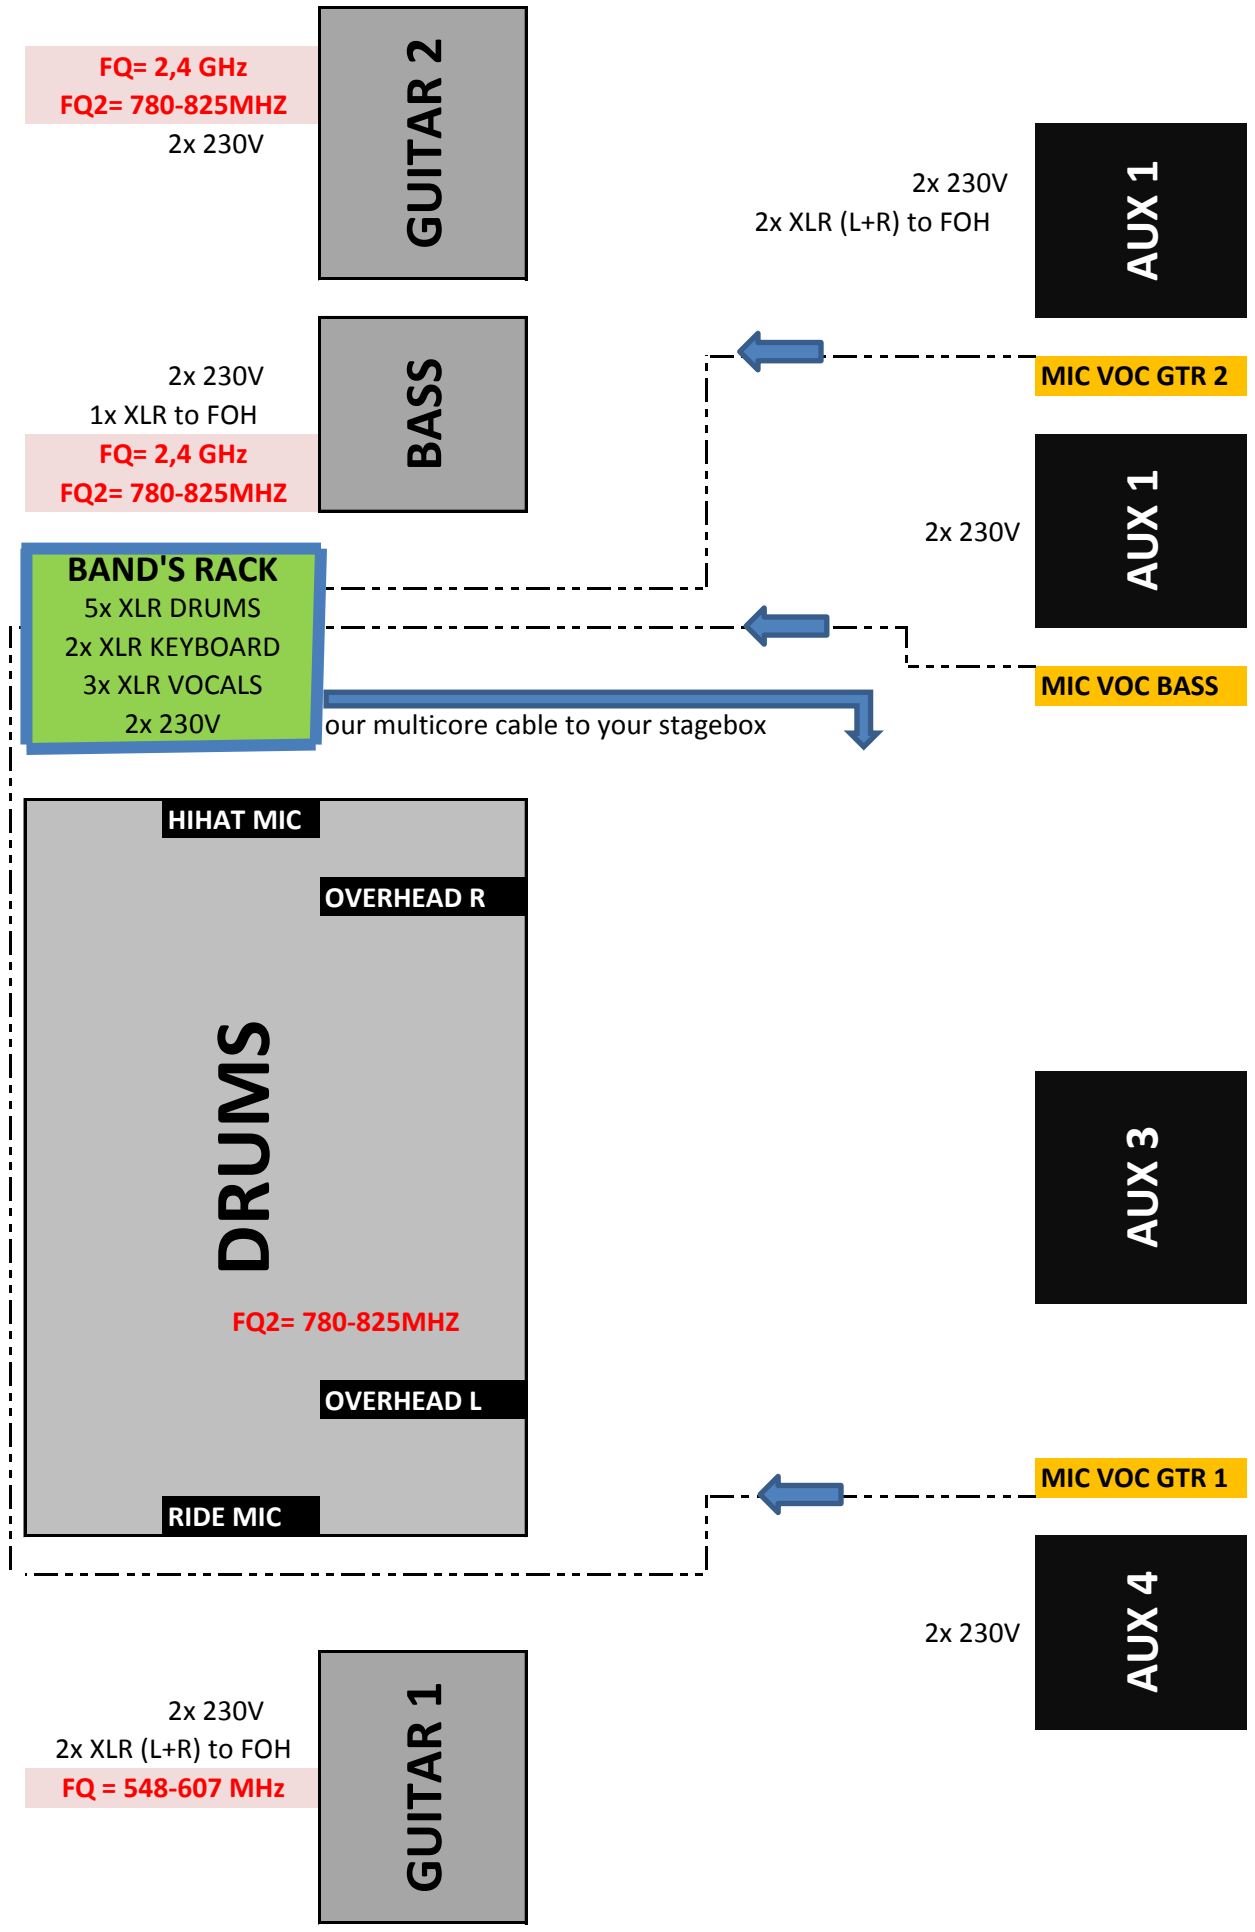 FQ= 2,4 GHz
FQ2= 780-825MHZ
2x 230V
GUITAR 2
2x 230V
2x XLR (L+R) to FOH
AUX 1
MIC VOC GTR 2
2x 230V
1x XLR to FOH
FQ= 2,4 GHz
FQ2= 780-825MHZ
BASS
2x 230V
AUX 1
MIC VOC BASS
BAND'S RACK
5x XLR DRUMS
2x XLR KEYBOARD
3x XLR VOCALS
2x 230V
our multicore cable to your stagebox
HIHAT MIC
OVERHEAD R
DRUMS
FQ2= 780-825MHZ
OVERHEAD L
RIDE MIC
AUX 3
MIC VOC GTR 1
2x 230V
AUX 4
2x 230V
2x XLR (L+R) to FOH
FQ = 548-607 MHz
GUITAR 1